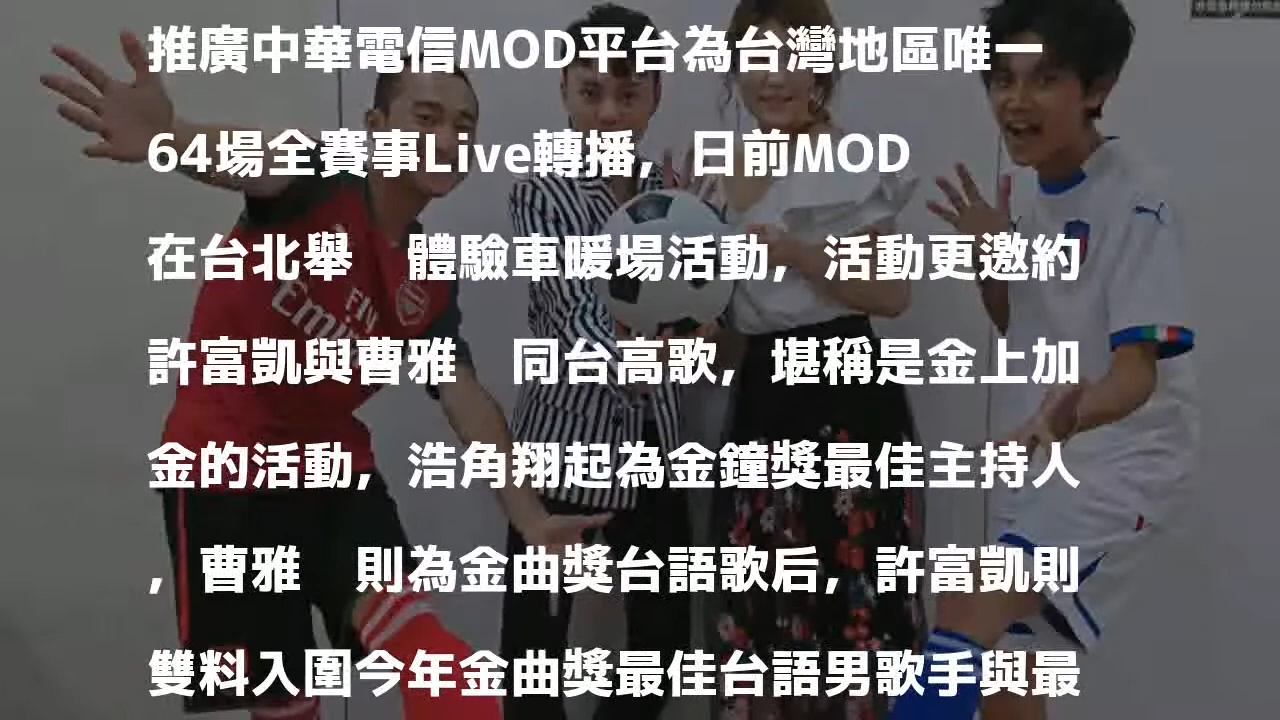 推廣中華電信MOD平台為台灣地區唯一
64場全賽事Live轉播，日前MOD
在台北舉　體驗車暖場活動，活動更邀約
許富凱與曹雅　同台高歌，堪稱是金上加
金的活動，浩角翔起為金鐘獎最佳主持人
，曹雅　則為金曲獎台語歌后，許富凱則
雙料入圍今年金曲獎最佳台語男歌手與最
Fly
Emi